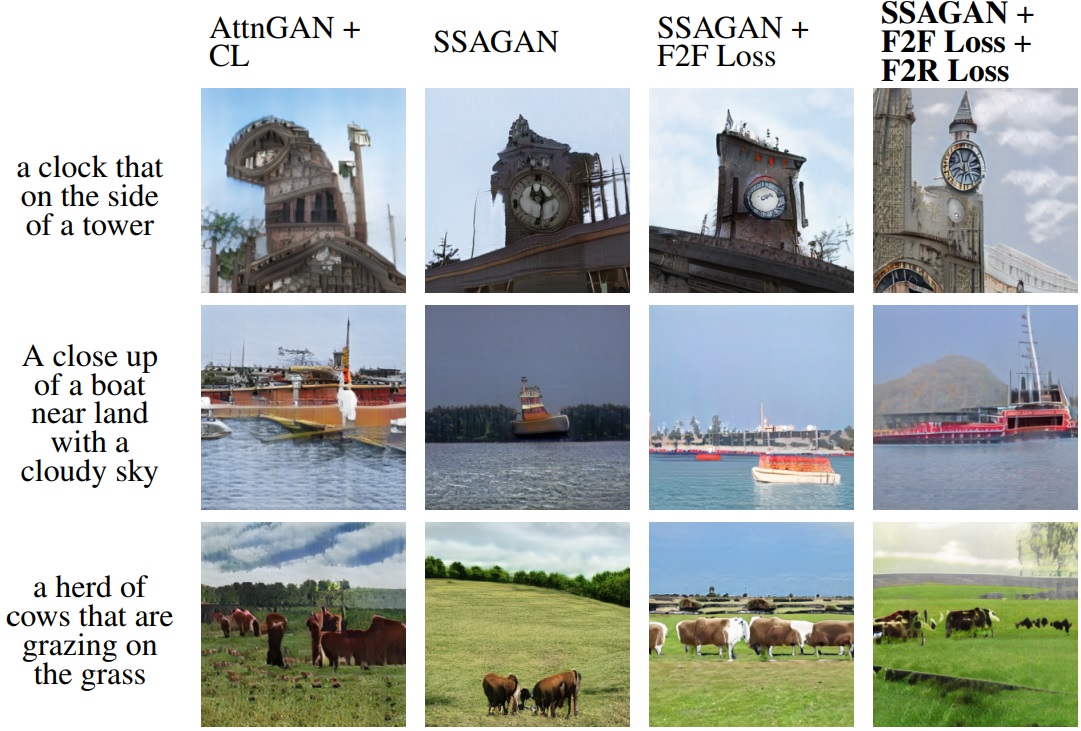 AttnGAN +
CL
SSAGAN
SSAGAN +
F2F Loss
SSAGAN +
F2F Loss +
F2R Loss
a clock that
on the side
of a tower
A close up
of a boat
near land
with a
cloudy sky
a herd of
cows that are
grazing on
the grass